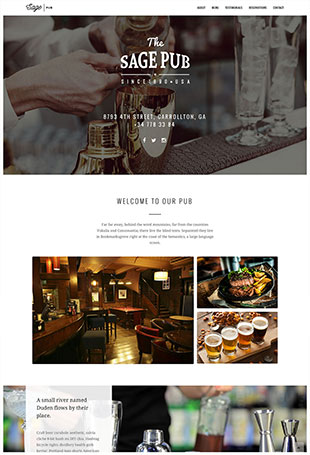 Sage PUB
ABOUT MENU TESTIMONIALS RESERVATIONS CONTACT
The
SAGE PUB
SINCE 1890 USA
8793 4TH STREET, CARROLLTON, GA
+34 778 33 84
WELCOME TO OUR PUB
Far far away, behind the word mountains, far from the countries
Vokalia and Consonantia, there live the blind texts. Separated they live
in Bookmarksgrove right at the coast of the Semantics, a large language
ocean.
A small river named
Duden flows by their
place.